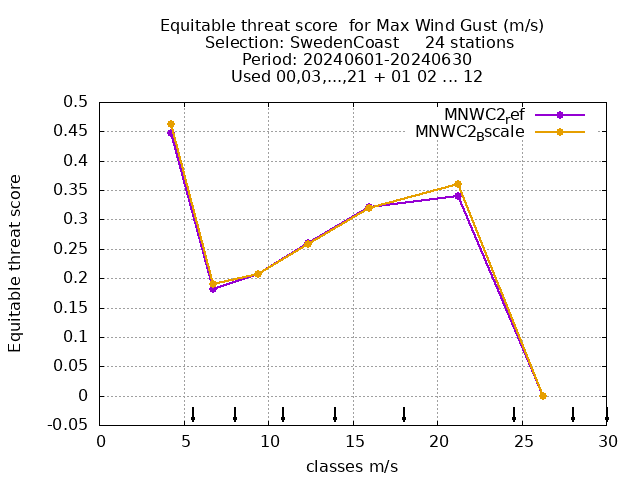 Equitable threat score  for Max Wind Gust (m/s)
Selection: SwedenCoast     24 stations
Period: 20240601-20240630
Used 00,03,...,21 + 01 02 ... 12
MNWC2ref
MNWC2Bscale
Equitable threat score
0.5
0.45
0.4
0.35
0.3
0.25
0.2
0.15
0.1
0.05
0
-0.05
0 5 10 15 20 25 30
classes m/s